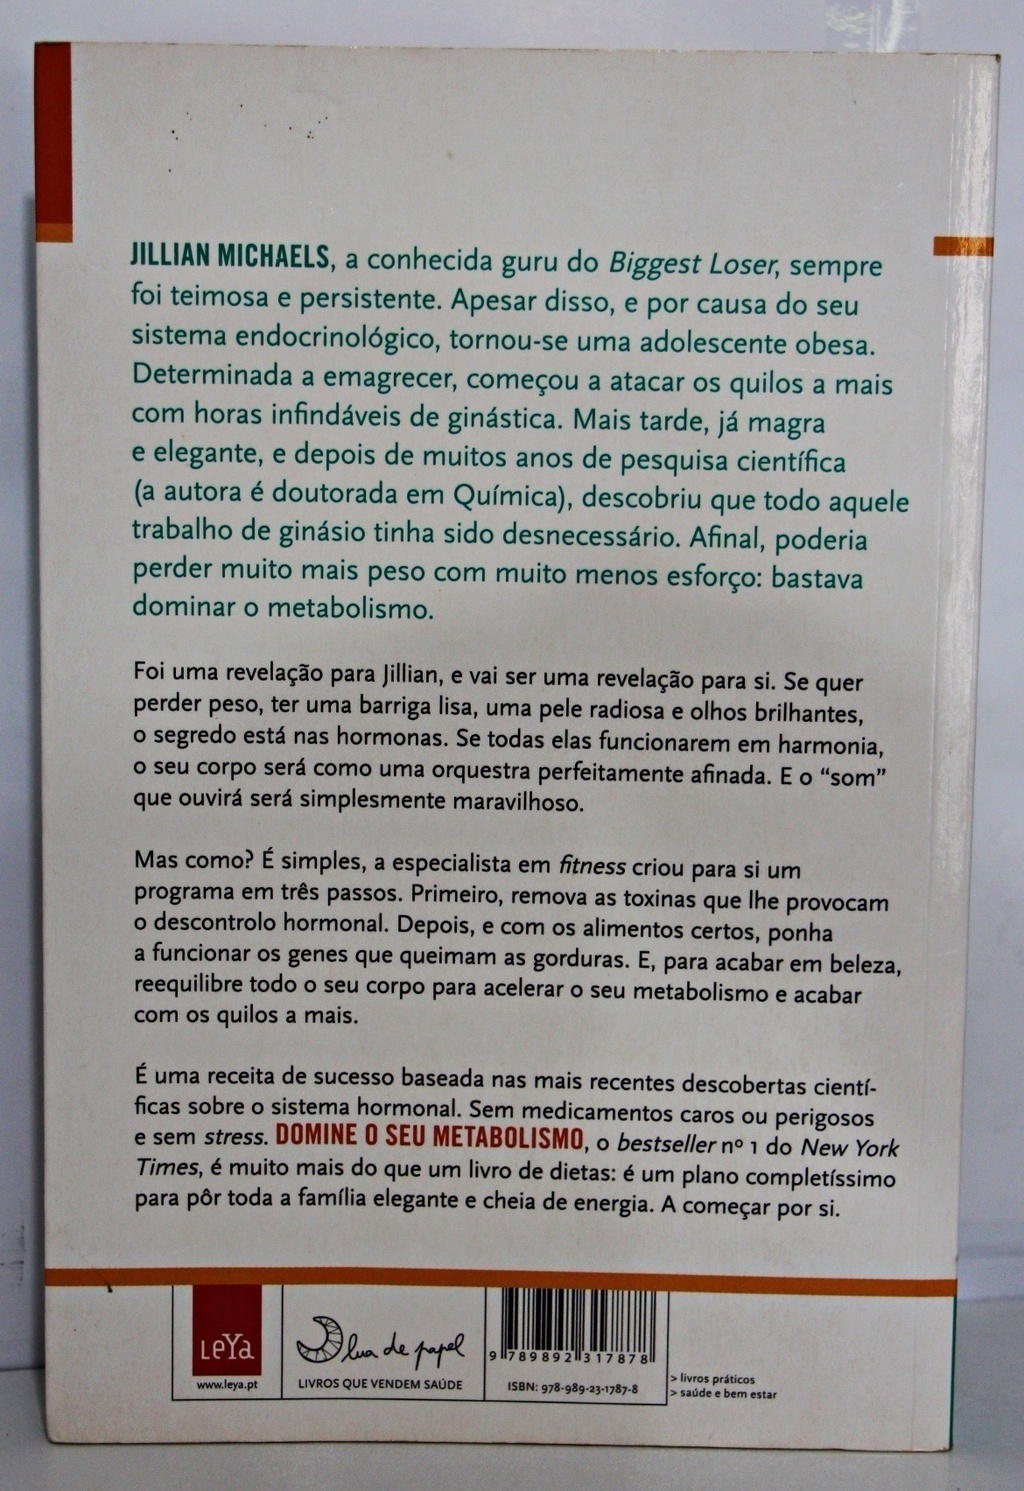 JILLIAN MICHAELS, a conhecida guru do Biggest Loser, sempre
foi teimosa e persistente. Apesar disso, e por causa do seu
sistema endocrinológico, tornou-se uma adolescente obesa.
Determinada a emagrecer, começou a atacar os quilos a mais
com horas infindáveis de ginástica. Mais tarde, já magra
e elegante, e depois de muitos anos de pesquisa científica
(a autora é doutorada em Química), descobriu que todo aquele
trabalho de ginásio tinha sido desnecessário. Afinal, poderia
perder muito mais peso com muito menos esforço: bastava
dominar o metabolismo.
Foi uma revelação para Jillian, e vai ser uma revelação para si. Se quer
perder peso, ter uma barriga lisa, uma pele radiosa e olhos brilhantes,
o segredo está nas hormonas. Se todas elas funcionarem em harmonia,
o seu corpo será como uma orquestra perfeitamente afinada. E o “som”
que ouvirá será simplesmente maravilhoso.
Mas como? É simples, a especialista em fitness criou para si um
programa em três passos. Primeiro, remova as toxinas que lhe provocam
o descontrolo hormonal. Depois, e com os alimentos certos, ponha
a funcionar os genes que queimam as gorduras. E, para acabar em beleza,
reequilibre todo o seu corpo para acelerar o seu metabolismo e acabar
com os quilos a mais.
É uma receita de sucesso baseada nas mais recentes descobertas cientí-
ficas sobre o sistema hormonal. Sem medicamentos caros ou perigosos
e sem stress. DOMINE O SEU METABOLISMO, o bestseller nº 1 do New York
Times, é muito mais do que um livro de dietas: é um plano completíssimo
para pôr toda a família elegante e cheia de energia. A começar por si.
LeYa
www.leya.pt
lua de papel
LIVROS QUE VENDEM SAÚDE
9 789892 317878
ISBN: 978-989-23-1787-8
> livros práticos
> saúde e bem estar